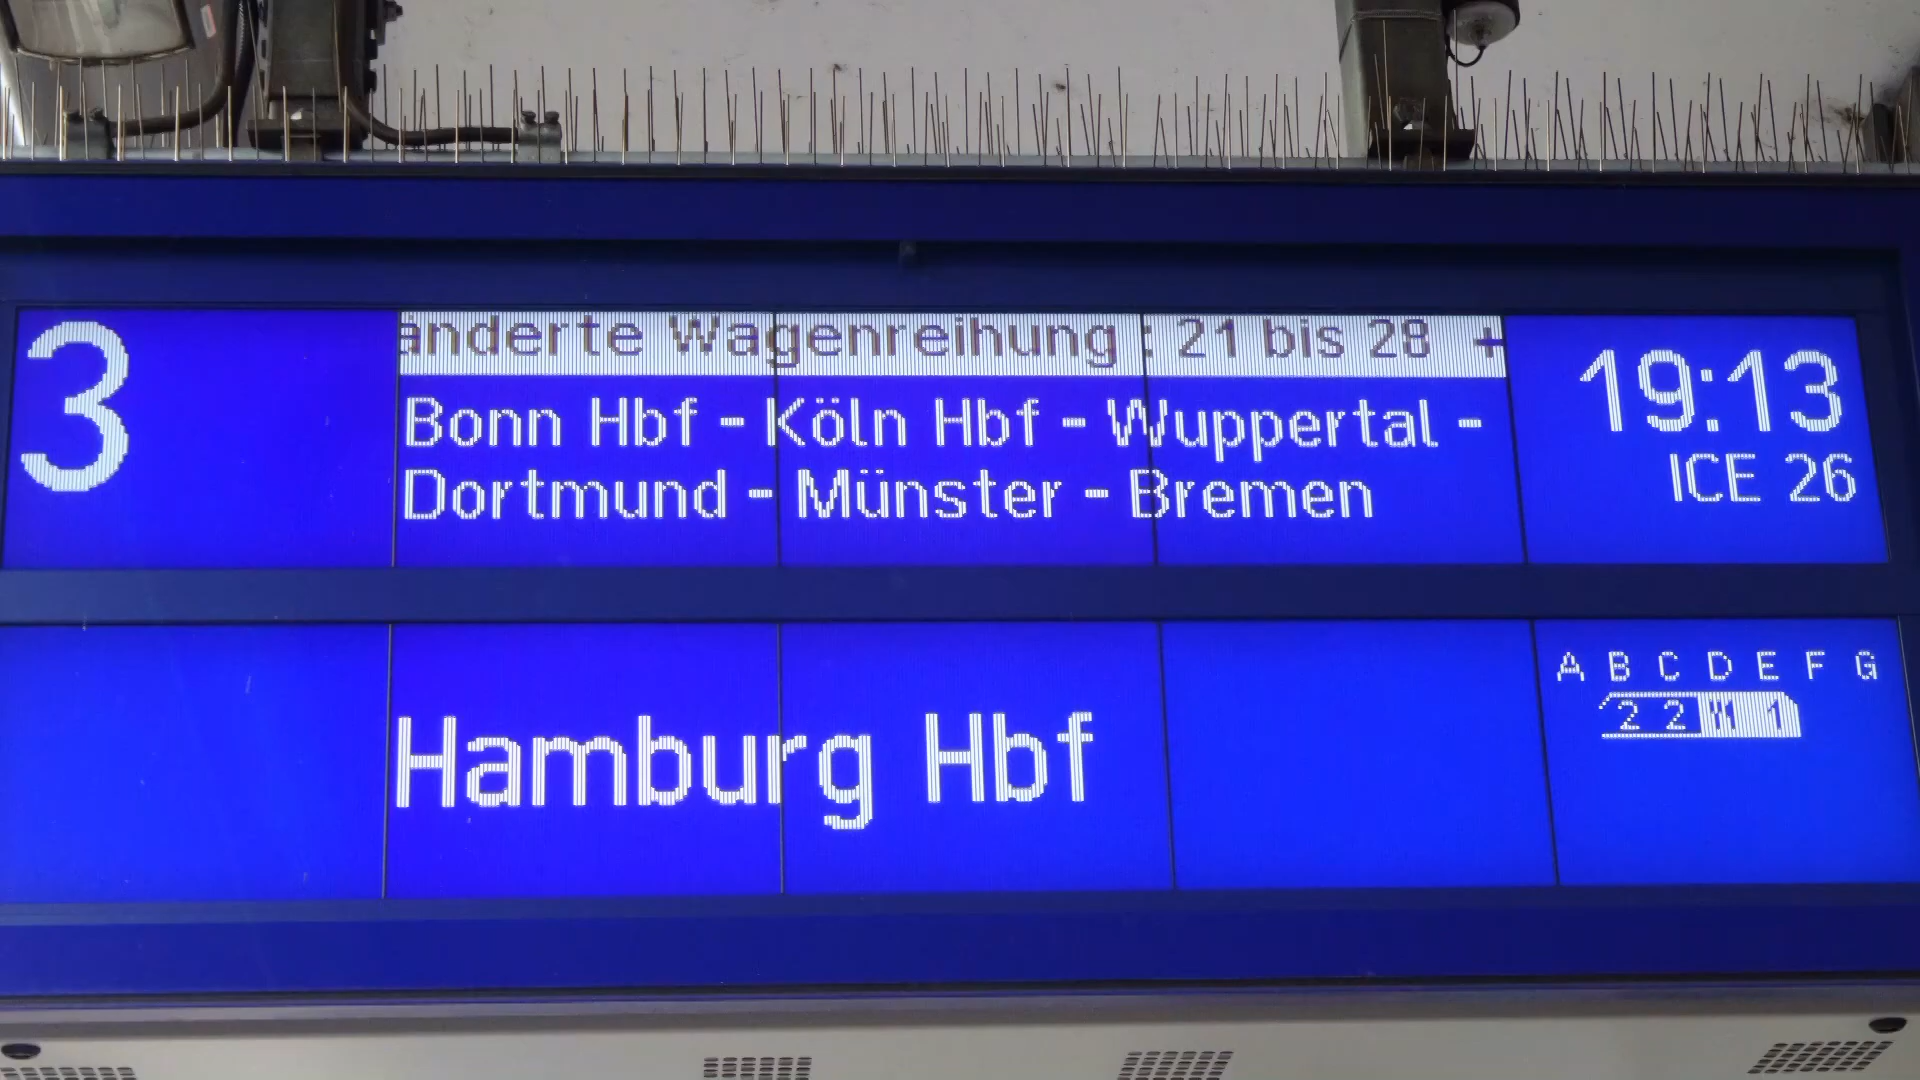 3
änderte Wagenreihung : 21 bis 28 +
19:13
Bonn Hbf - Köln Hbf - Wuppertal -
Dortmund - Münster - Bremen
ICE 26
A B C D E F G
2 2 1
Hamburg Hbf